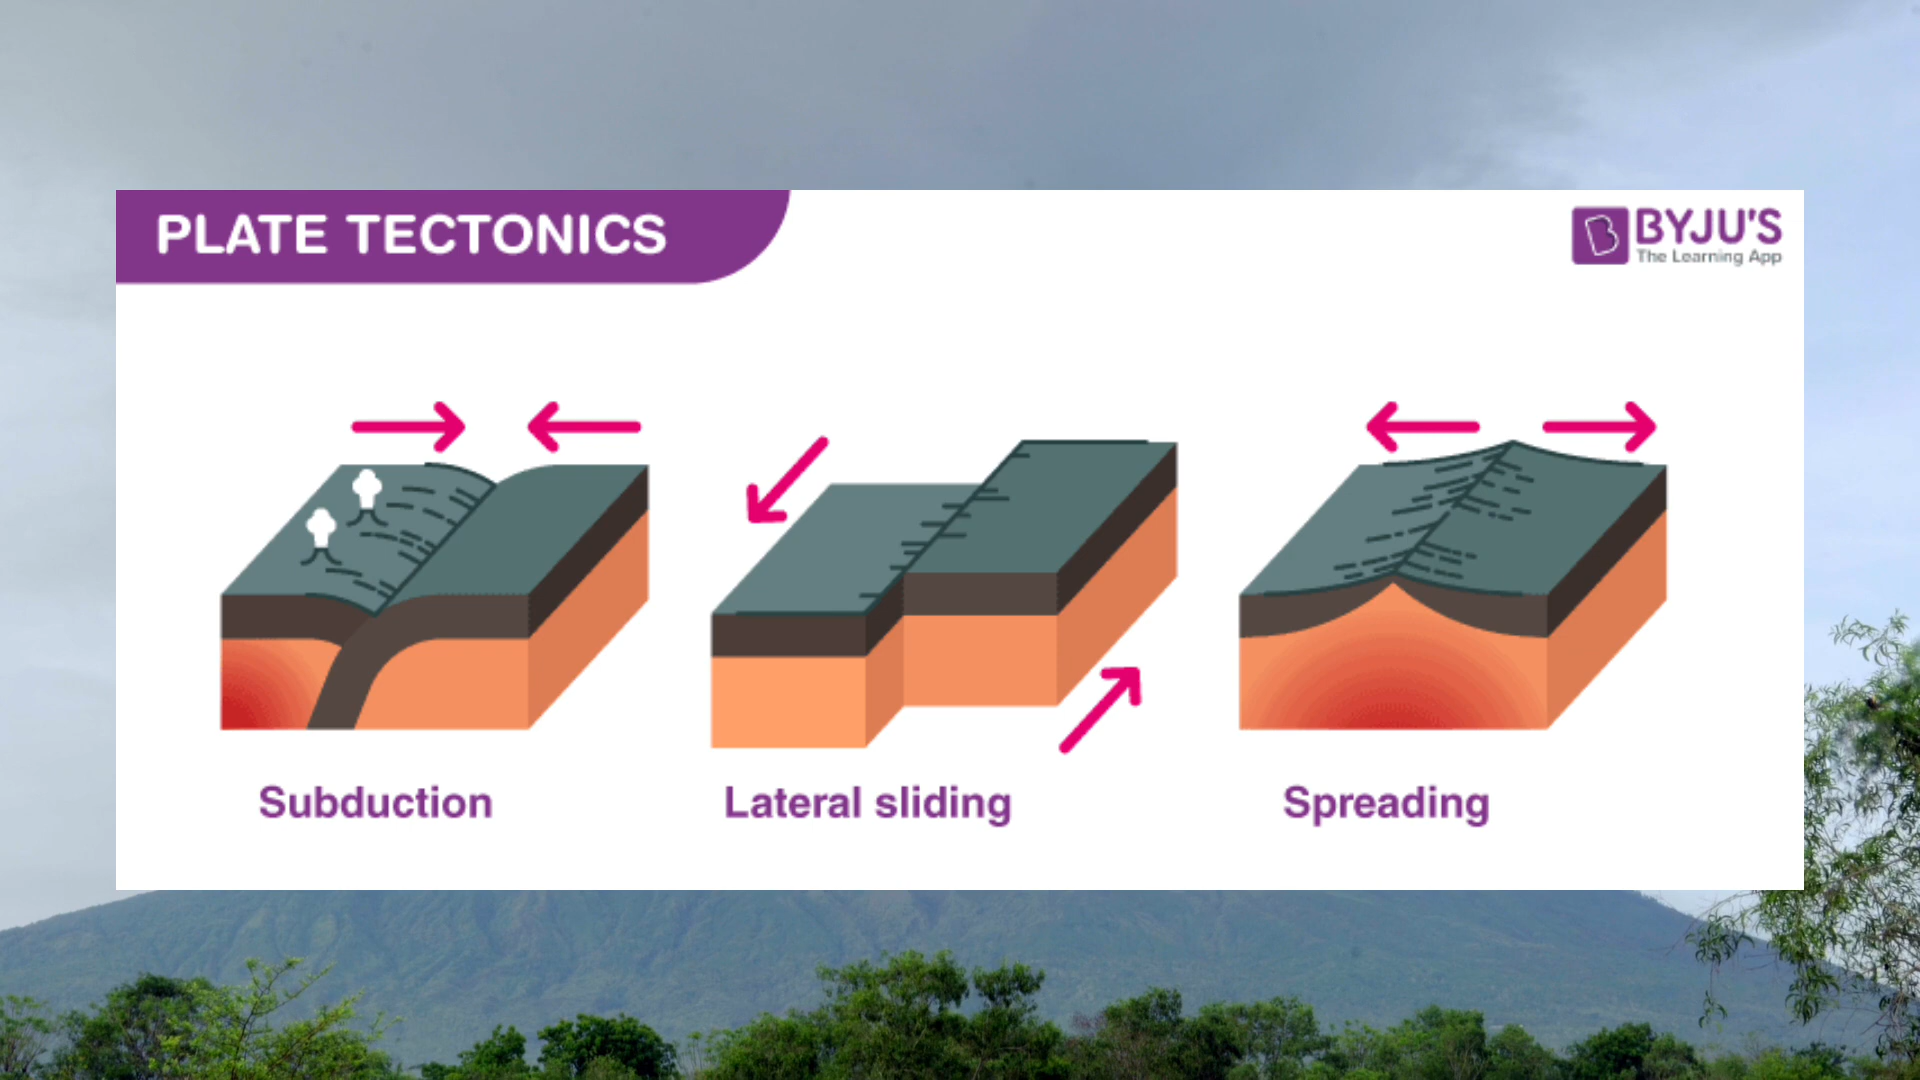 PLATE TECTONICS
BYJU'S
The Learning App
Subduction
Lateral sliding
Spreading